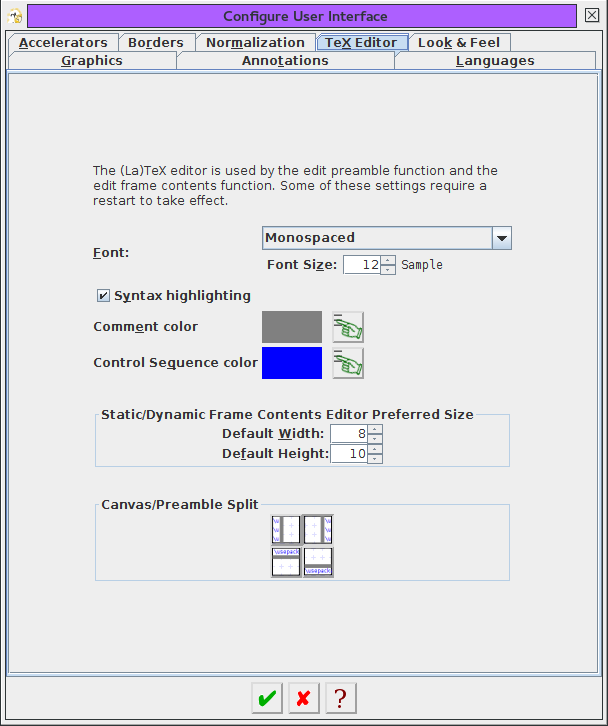 Configure User Interface
Accelerators Borders Normalization TeX Editor Look & Feel
Graphics Annotations Languages
The (La)TeX editor is used by the edit preamble function and the
edit frame contents function. Some of these settings require a
restart to take effect.
Font:
Monospaced
Font Size: 12 Sample
Syntax highlighting
Comment color
Control Sequence color
Static/Dynamic Frame Contents Editor Preferred Size
Default Width: 8
Default Height: 10
Canvas/Preamble Split
\usepack
\usepack
?